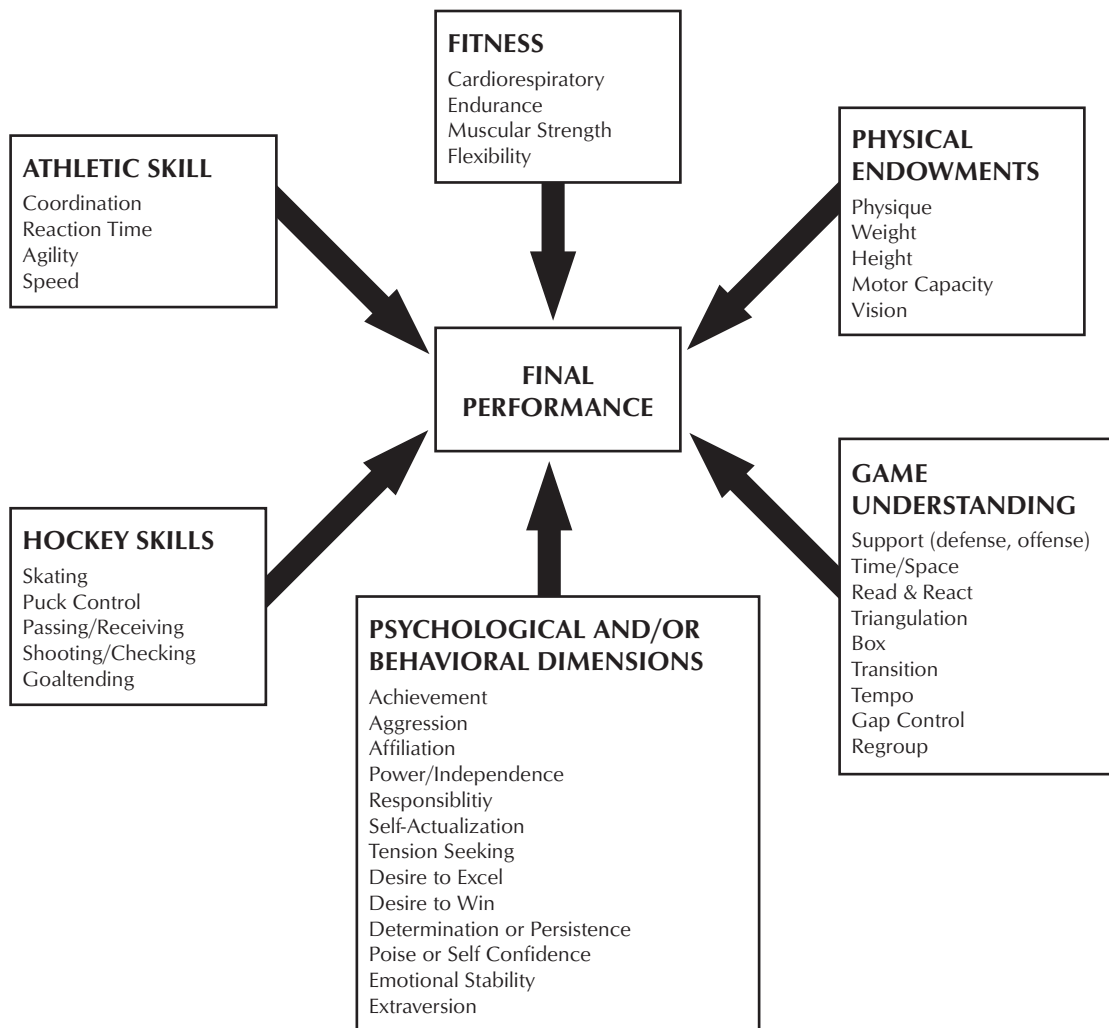 FITNESS
Cardiorespiratory
Endurance
Muscular Strength
Flexibility
ATHLETIC SKILL
Coordination
Reaction Time
Agility
Speed
PHYSICAL
ENDOWMENTS
Physique
Weight
Height
Motor Capacity
Vision
FINAL
PERFORMANCE
HOCKEY SKILLS
Skating
Puck Control
Passing/Receiving
Shooting/Checking
Goaltending
PSYCHOLOGICAL AND/OR
BEHAVIORAL DIMENSIONS
Achievement
Aggression
Affiliation
Power/Independence
Responsiblitiy
Self-Actualization
Tension Seeking
Desire to Excel
Desire to Win
Determination or Persistence
Poise or Self Confidence
Emotional Stability
Extraversion
GAME
UNDERSTANDING
Support (defense, offense)
Time/Space
Read & React
Triangulation
Box
Transition
Tempo
Gap Control
Regroup